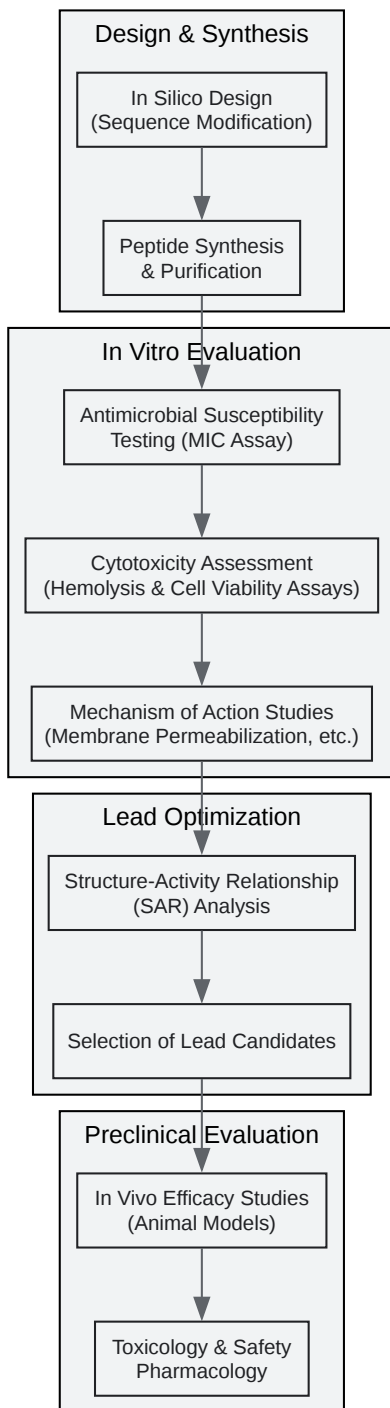 Design & Synthesis
In Silico Design
(Sequence Modification)
Peptide Synthesis
& Purification
In Vitro Evaluation
Antimicrobial Susceptibility
Testing (MIC Assay)
Cytotoxicity Assessment
(Hemolysis & Cell Viability Assays)
Mechanism of Action Studies
(Membrane Permeabilization, etc.)
Lead Optimization
Structure-Activity Relationship
(SAR) Analysis
Selection of Lead Candidates
Preclinical Evaluation
In Vivo Efficacy Studies
(Animal Models)
Toxicology & Safety
Pharmacology